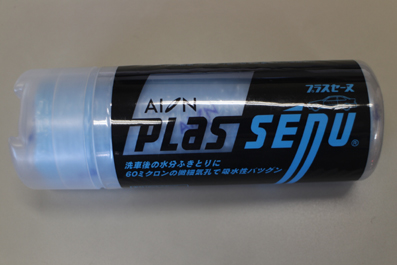 プラスセーヌ
AION
PLAS SÉNU®
洗車後の水分ふきとりに
60ミクロンの微細気孔で吸水性バツグン